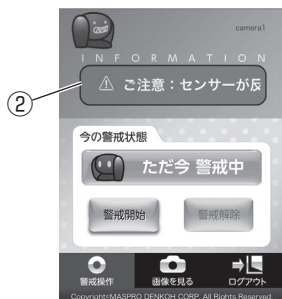 camera1
INFORMATION
②
⚠ ご注意：センサーが反
今の警戒状態
ただ今 警戒中
警戒開始
警戒解除
警戒操作
画像を見る
ログアウト
Copyright©MASPRO DENKOH CORP. All Rights Reserved.